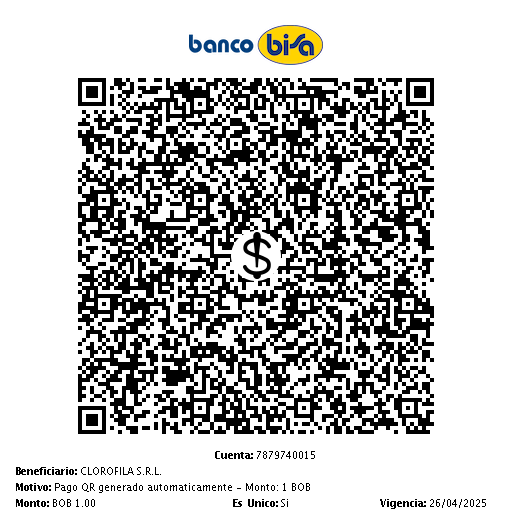 banco bisa
$
Cuenta: 7879740015
Beneficiario: CLOROFILA S.R.L.
Motivo: Pago QR generado automaticamente - Monto: 1 BOB
Monto: BOB 1.00 Es Unico: Si Vigencia: 26/04/2025